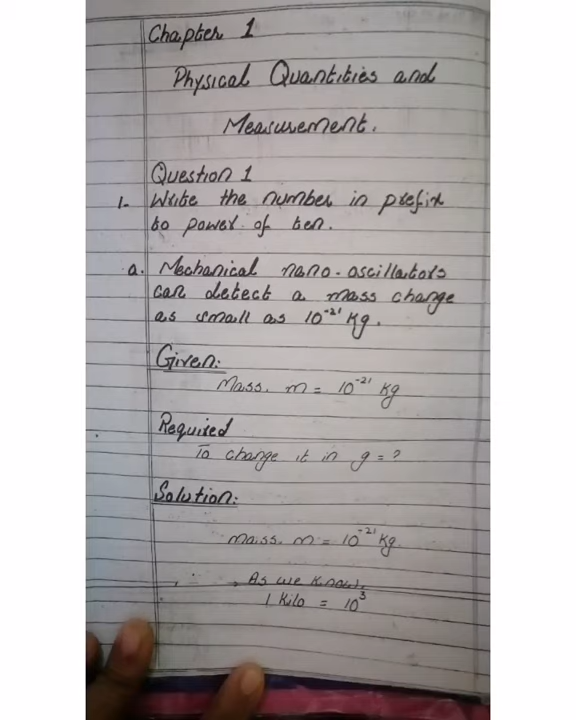 Chapter 1
Physical Quantities and
Measurement.
Question 1
1- Write the number in prefix
to power of ten.
a. Mechanical nano-oscillators
can detect a mass change
as small as 10⁻²¹ Kg.
Given:
Mass. m = 10⁻²¹ Kg
Required
To change it in g = ?
Solution:
mass. m = 10⁻²¹ Kg.
∴ As we Know,
1 Kilo = 10³